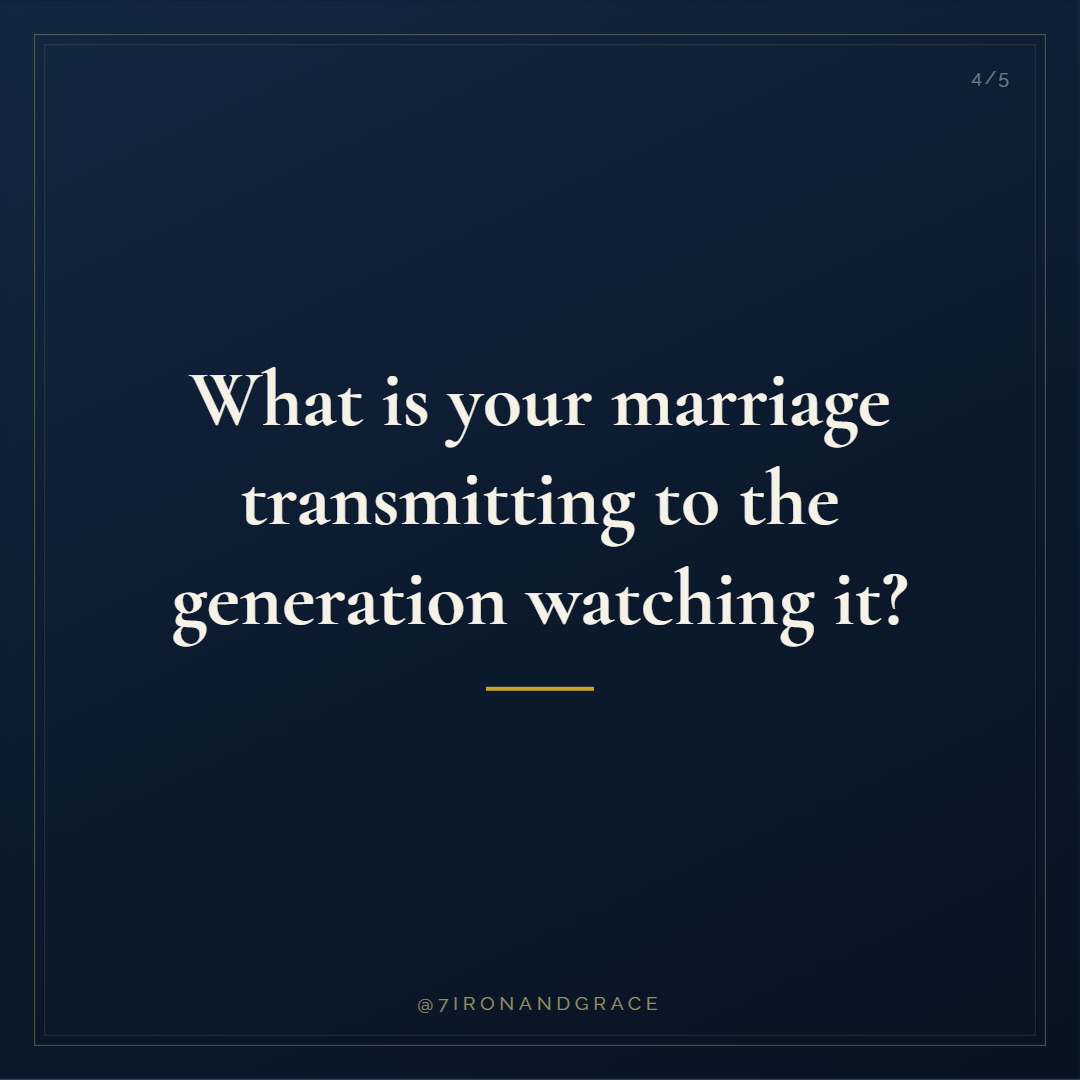 4/5
What is your marriage
transmitting to the
generation watching it?
@7IRONANDGRACE